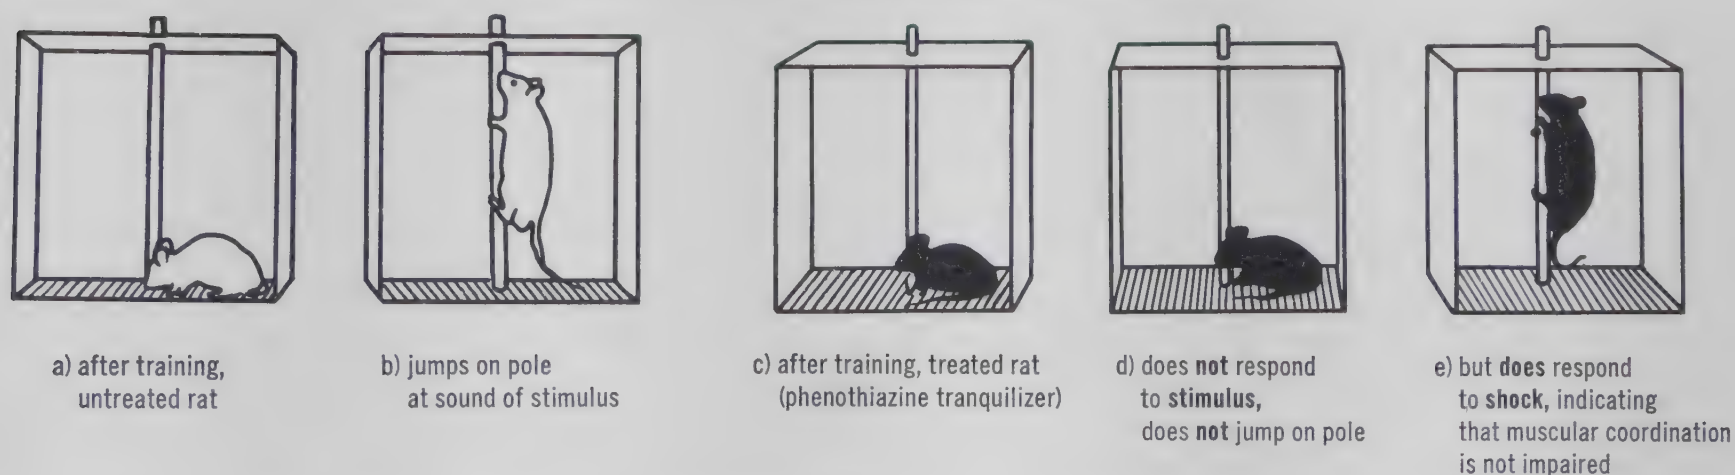 a) after training,
untreated rat
b) jumps on pole
at sound of stimulus
c) after training, treated rat
(phenothiazine tranquilizer)
d) does not respond
to stimulus,
does not jump on pole
e) but does respond
to shock, indicating
that muscular coordination
is not impaired